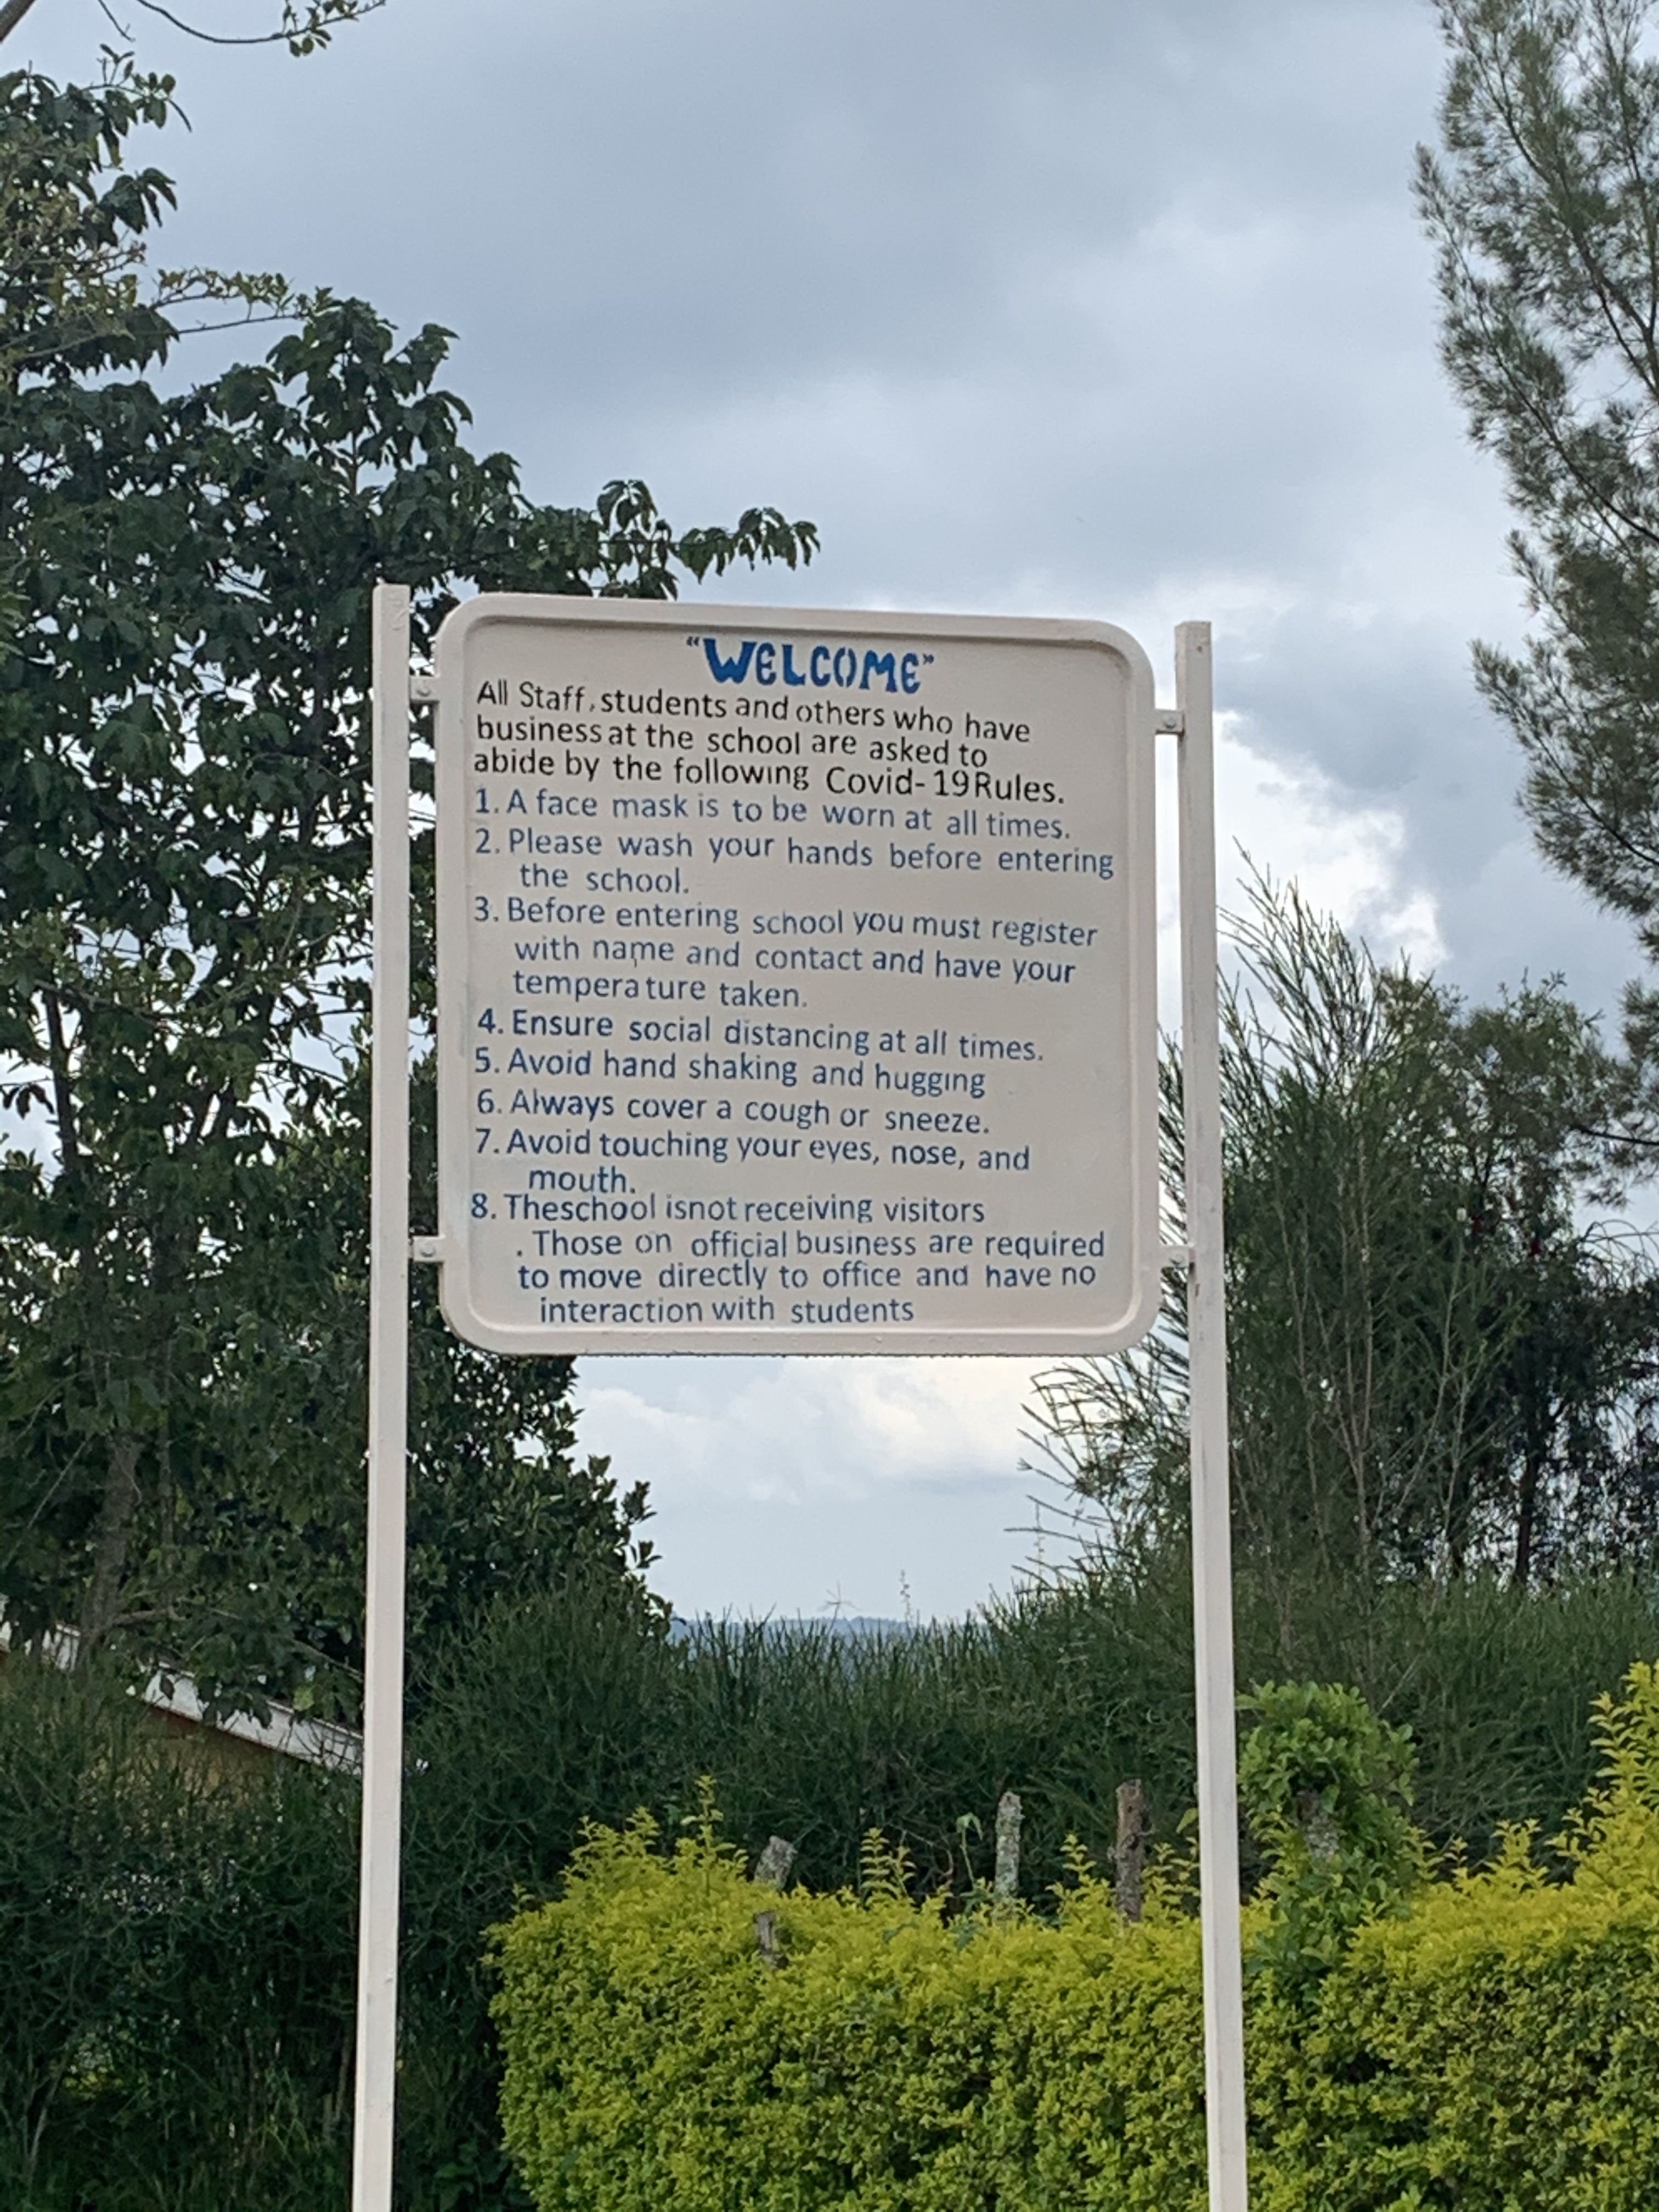 "WELCOME"
All Staff, students and others who have
business at the school are asked to
abide by the following Covid-19 Rules.
1. A face mask is to be worn at all times.
2. Please wash your hands before entering
the school.
3. Before entering school you must register
with name and contact and have your
temperature taken.
4. Ensure social distancing at all times.
5. Avoid hand shaking and hugging
6. Always cover a cough or sneeze.
7. Avoid touching your eyes, nose, and
mouth.
8. Theschool isnot receiving visitors
. Those on official business are required
to move directly to office and have no
interaction with students